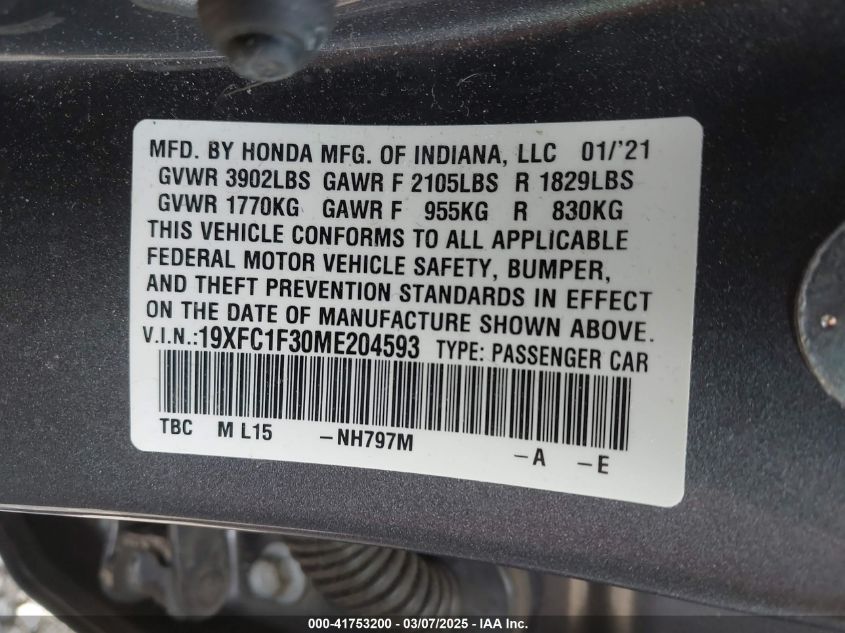 MFD. BY HONDA MFG. OF INDIANA, LLC 01/'21
GVWR 3902LBS GAWR F 2105LBS R 1829LBS
GVWR 1770KG GAWR F 955KG R 830KG
THIS VEHICLE CONFORMS TO ALL APPLICABLE
FEDERAL MOTOR VEHICLE SAFETY, BUMPER,
AND THEFT PREVENTION STANDARDS IN EFFECT
ON THE DATE OF MANUFACTURE SHOWN ABOVE.
V.I.N.:19XFC1F30ME204593 TYPE: PASSENGER CAR
TBC M L15 -NH797M -A -E
000-41753200 - 03/07/2025 - IAA Inc.